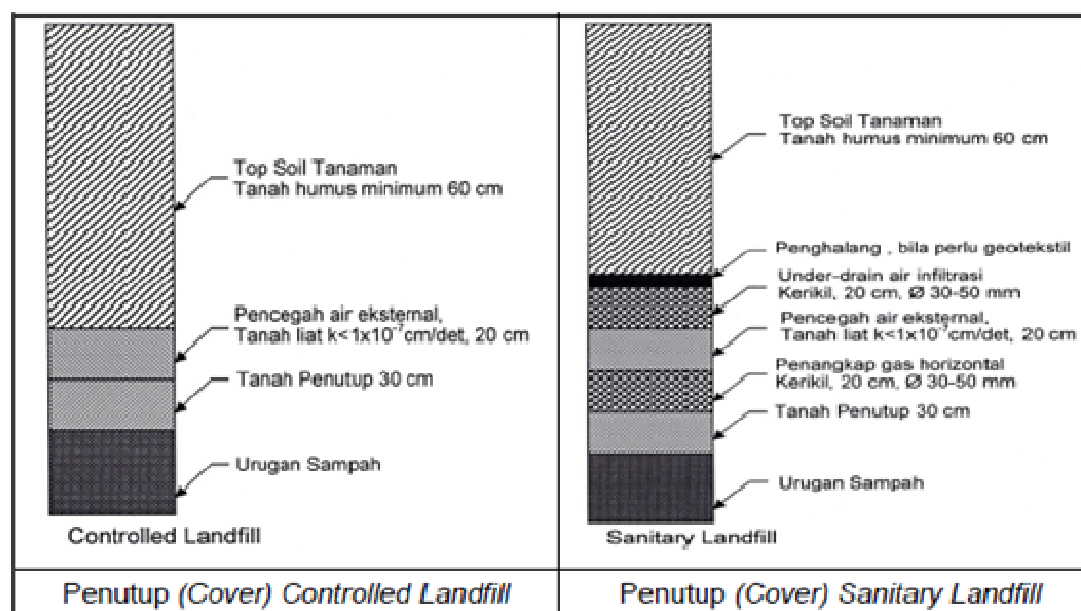 Top Soil Tanaman
Tanah humus minimum 60 cm
Pencegah air eksternal,
Tanah liat k<1x10⁻⁷cm/det, 20 cm
Tanah Penutup 30 cm
Urugan Sampah
Controlled Landfill
Penutup (Cover) Controlled Landfill
Top Soil Tanaman
Tanah humus minimum 60 cm
Penghalang , bila perlu geotekstil
Under-drain air infiltrasi
Kerikil, 20 cm, Ø 30-50 mm
Pencegah air eksternal,
Tanah liat k<1x10⁻⁷cm/det, 20 cm
Penangkap gas horizontal
Kerikil, 20 cm, Ø 30-50 mm
Tanah Penutup 30 cm
Urugan Sampah
Sanitary Landfill
Penutup (Cover) Sanitary Landfill